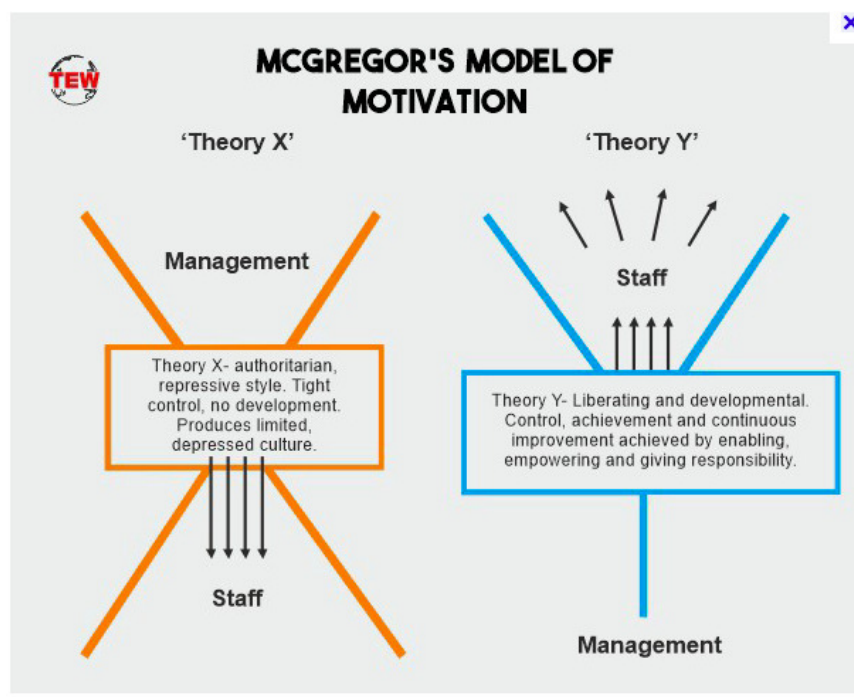 TEW
MCGREGOR'S MODEL OF
MOTIVATION
‘Theory X’
Management
Theory X- authoritarian,
repressive style. Tight
control, no development.
Produces limited,
depressed culture.
Staff
‘Theory Y’
Staff
Theory Y- Liberating and developmental.
Control, achievement and continuous
improvement achieved by enabling,
empowering and giving responsibility.
Management